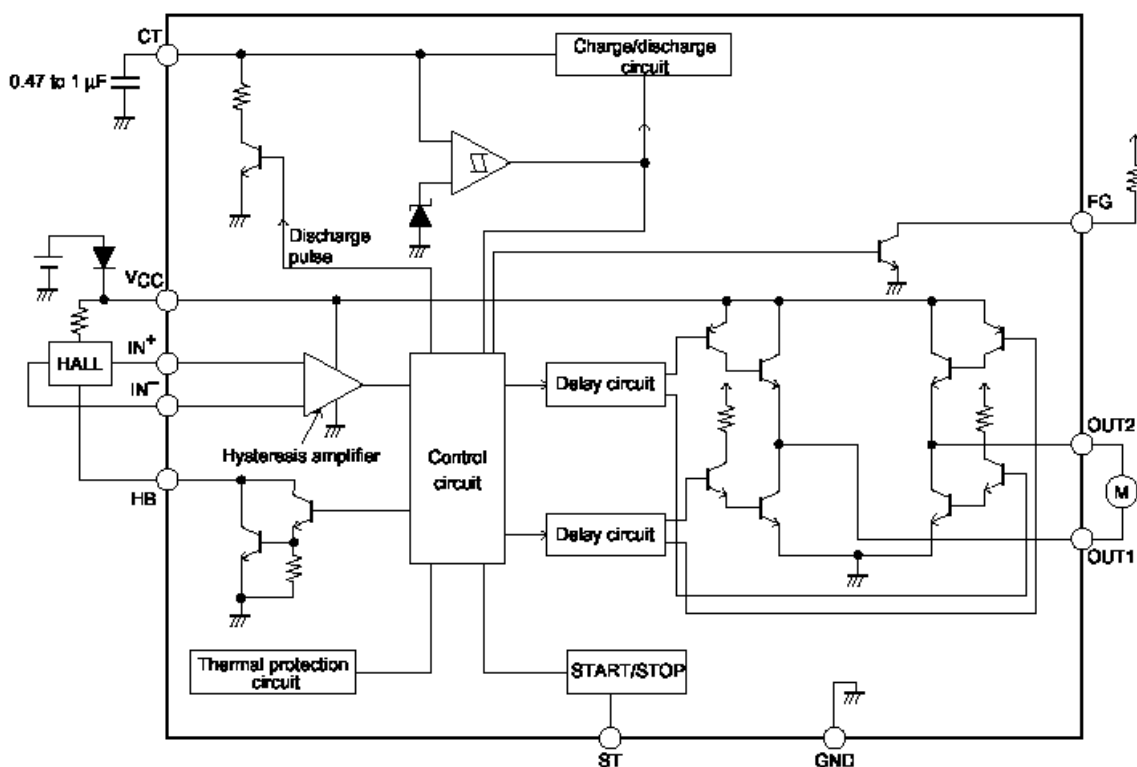 CT
Charge/discharge
circuit
0.47 to 1 µF
FG
Discharge
pulse
VCC
IN+
HALL
IN−
Delay circuit
OUT2
Hysteresis amplifier
Control
circuit
HB
M
Delay circuit
OUT1
Thermal protection
circuit
START/STOP
ST
GND